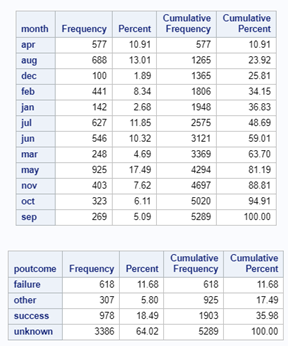 month Frequency Percent Cumulative Frequency Cumulative Percent
apr 577 10.91 577 10.91
aug 688 13.01 1265 23.92
dec 100 1.89 1365 25.81
feb 441 8.34 1806 34.15
jan 142 2.68 1948 36.83
jul 627 11.85 2575 48.69
jun 546 10.32 3121 59.01
mar 248 4.69 3369 63.70
may 925 17.49 4294 81.19
nov 403 7.62 4697 88.81
oct 323 6.11 5020 94.91
sep 269 5.09 5289 100.00
poutcome Frequency Percent Cumulative Frequency Cumulative Percent
failure 618 11.68 618 11.68
other 307 5.80 925 17.49
success 978 18.49 1903 35.98
unknown 3386 64.02 5289 100.00